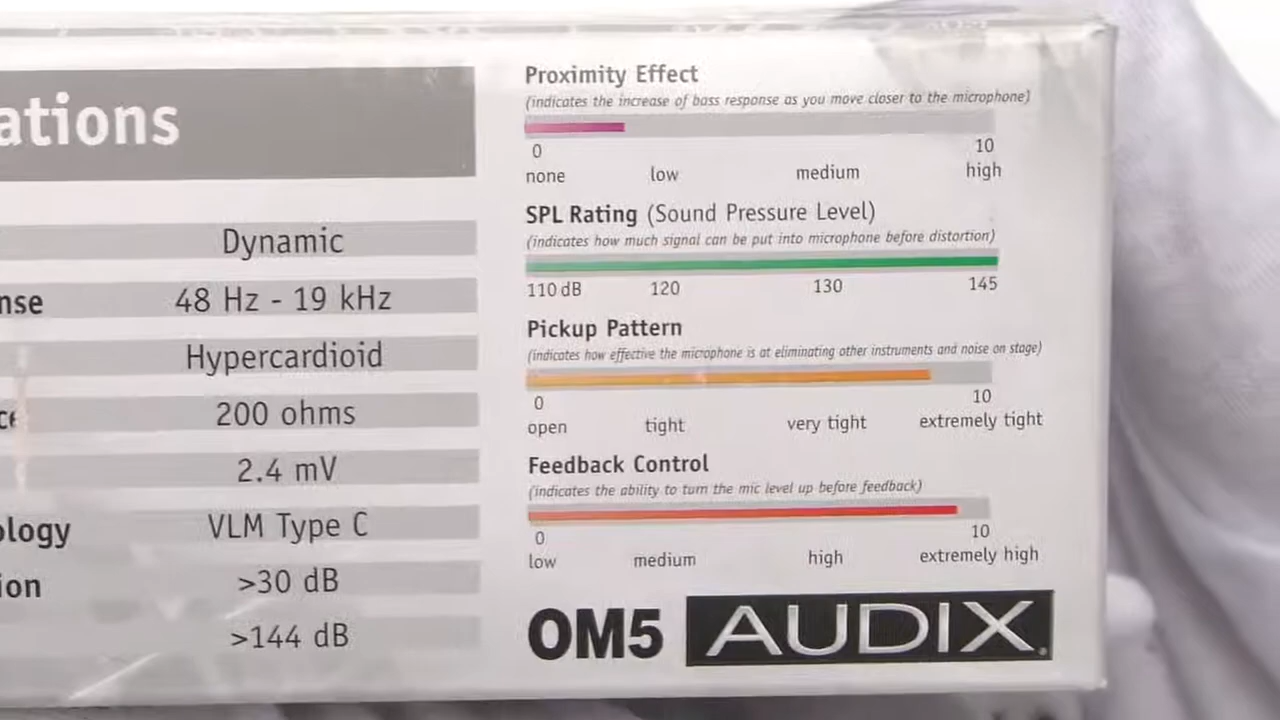 ations
Dynamic
nse 48 Hz - 19 kHz
Hypercardioid
ce 200 ohms
2.4 mV
ology VLM Type C
ion >30 dB
>144 dB
Proximity Effect
(indicates the increase of bass response as you move closer to the microphone)
0 10
none low medium high
SPL Rating (Sound Pressure Level)
(indicates how much signal can be put into microphone before distortion)
110 dB 120 130 145
Pickup Pattern
(indicates how effective the microphone is at eliminating other instruments and noise on stage)
0 10
open tight very tight extremely tight
Feedback Control
(indicates the ability to turn the mic level up before feedback)
0 10
low medium high extremely high
OM5 AUDIX